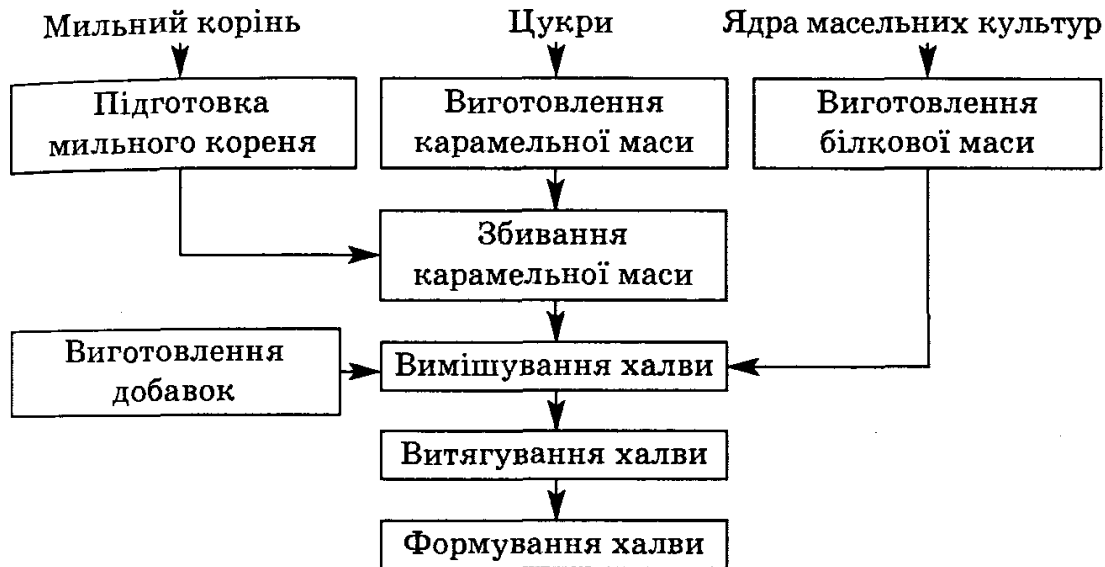 Мильний корінь
Цукри
Ядра масельних культур
Підготовка
мильного кореня
Виготовлення
карамельної маси
Виготовлення
білкової маси
Збивання
карамельної маси
Виготовлення
добавок
Вимішування халви
Витягування халви
Формування халви